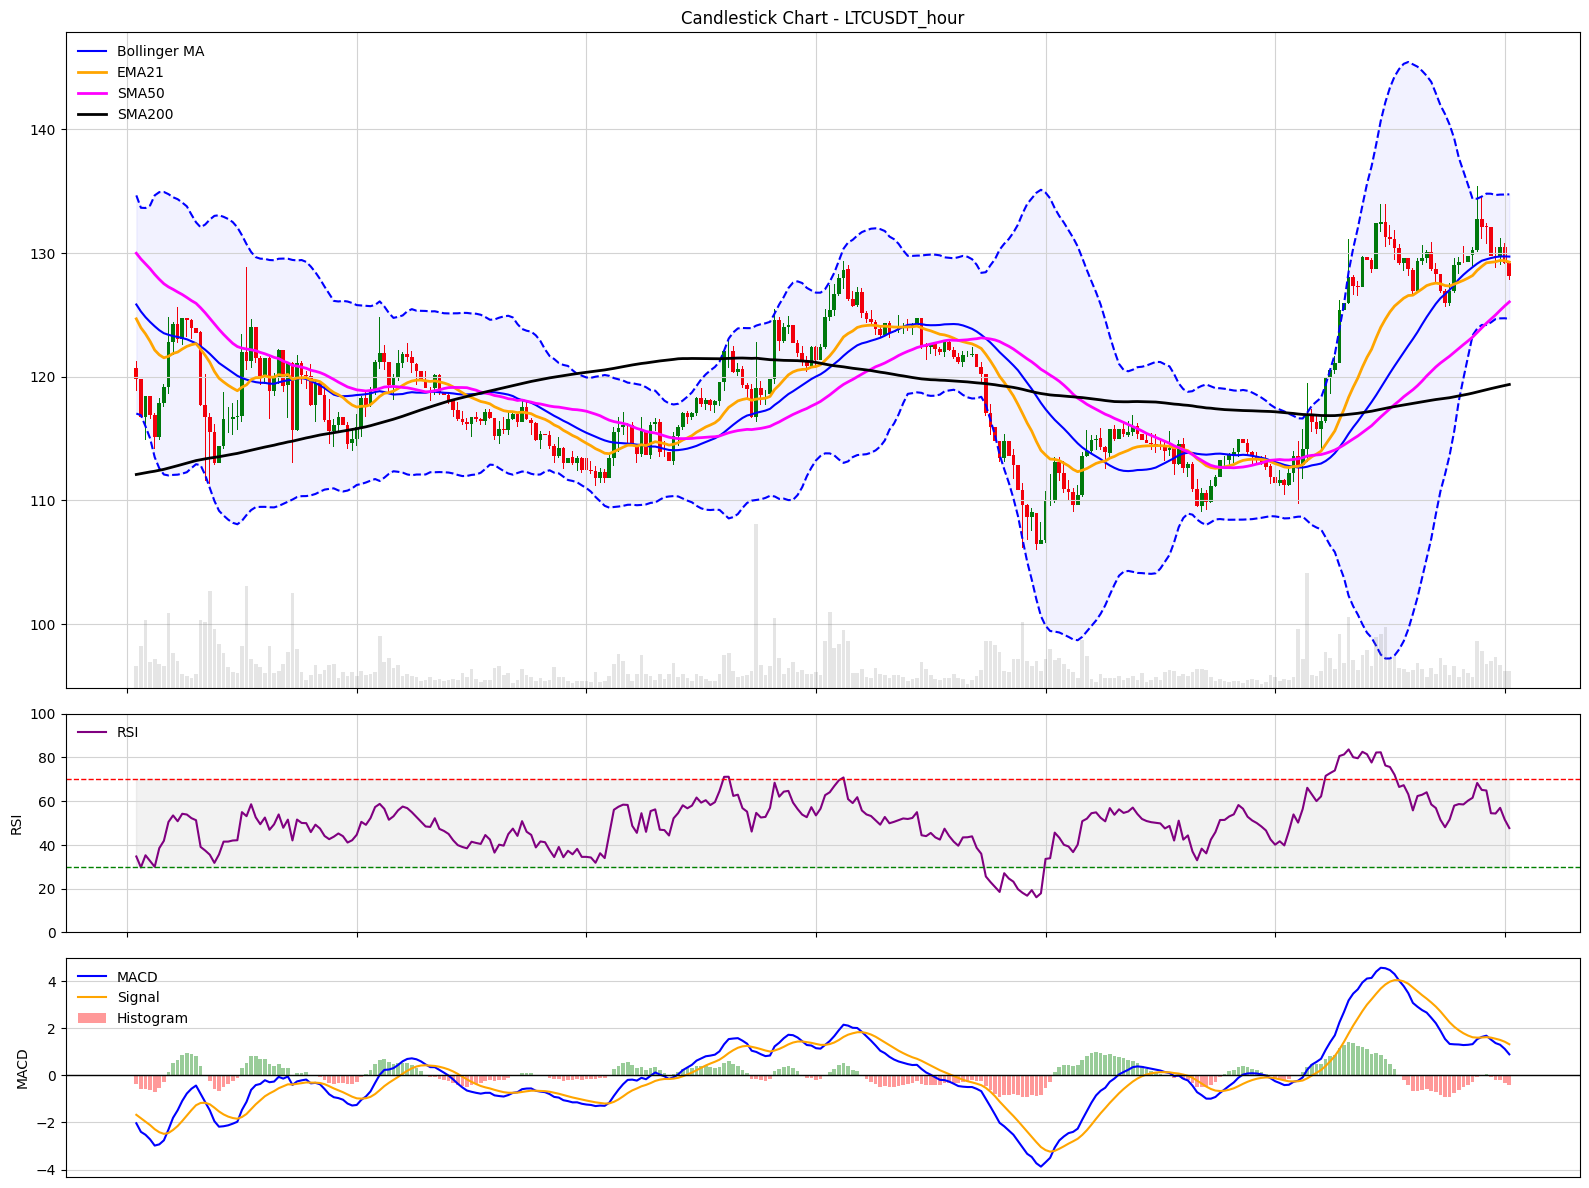 Candlestick Chart - LTCUSDT_hour
Bollinger MA
EMA21
SMA50
SMA200
140
130
120
110
100
RSI
100
80
60
40
20
0
RSI
MACD
Signal
Histogram
4
2
0
−2
−4
MACD